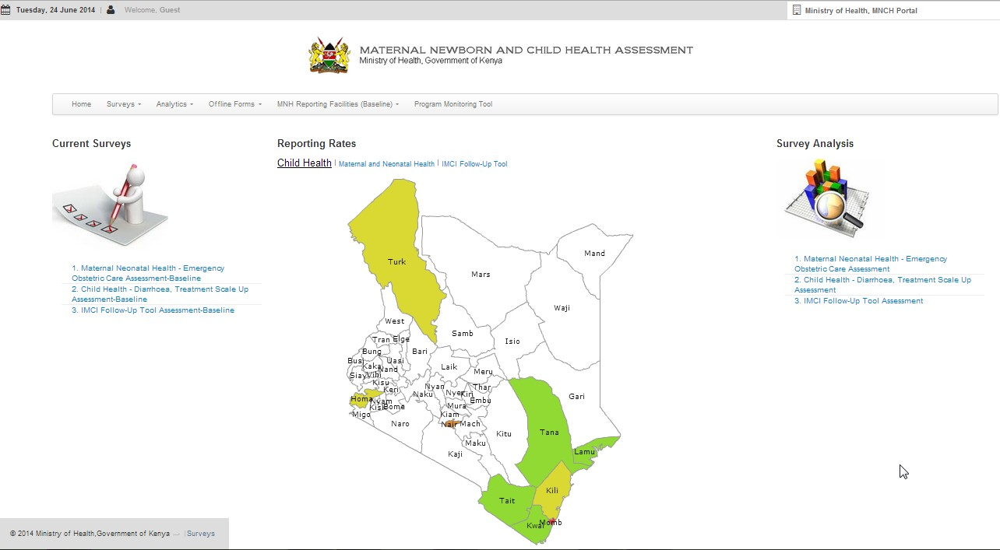 Tuesday, 24 June 2014 | Welcome, Guest
Ministry of Health, MNCH Portal
MATERNAL NEWBORN AND CHILD HEALTH ASSESSMENT
Ministry of Health, Government of Kenya
Home Surveys Analytics Offline Forms MNH Reporting Facilities (Baseline) Program Monitoring Tool
Current Surveys
1. Maternal Neonatal Health - Emergency
Obstetric Care Assessment-Baseline
2. Child Health - Diarrhoea, Treatment Scale Up
Assessment-Baseline
3. IMCI Follow-Up Tool Assessment-Baseline
Reporting Rates
Child Health | Maternal and Neonatal Health | IMCI Follow-Up Tool
Mand
Turk
Mars
Waji
West
Samb
Tran Elge
Isio
Bung
Bari
Busi
Kaka
Uasi
Nand
Laik
Meru
Siay
Vihi
Kisu
Keri
Nyan
Thar
Naku
Nye
Kiri
Embu
Gari
Homa
Nyam
Kisi
Bome
Mura
Migo
Kiam
Naro
Nair
Mach
Kitu
Tana
Maku
Kaji
Lamu
Kili
Tait
Kwal
Momb
Survey Analysis
1. Maternal Neonatal Health - Emergency
Obstetric Care Assessment
2. Child Health - Diarrhoea, Treatment Scale Up
Assessment
3. IMCI Follow-Up Tool Assessment
© 2014 Ministry of Health,Government of Kenya — |Surveys